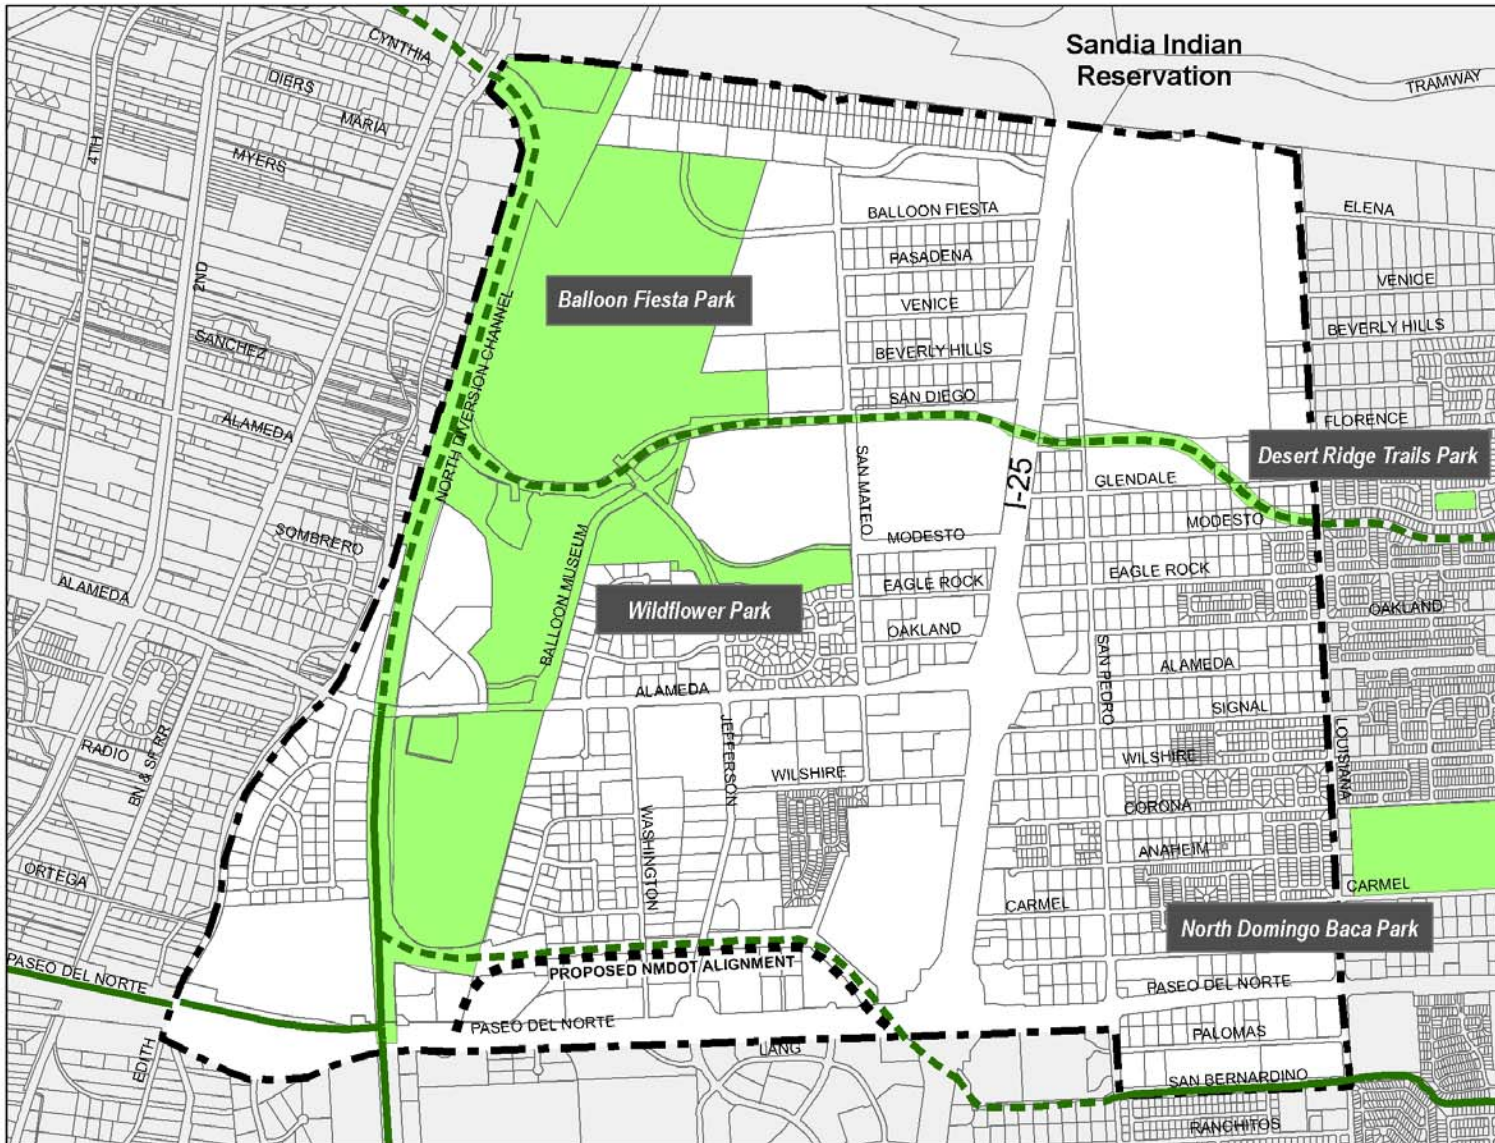 Sandia Indian
Reservation
TRAMWAY
CYNTHIA
DIERS
MARIA
4TH
MYERS
2ND
BALLOON FIESTA
ELENA
PASADENA
VENICE
VENICE
Balloon Fiesta Park
BEVERLY HILLS
BEVERLY HILLS
SANCHEZ
NORTH DIVERSION CHANNEL
SAN DIEGO
FLORENCE
ALAMEDA
Desert Ridge Trails Park
SAN MATEO
I-25
GLENDALE
MODESTO
MODESTO
SOMBRERO
BALLOON MUSEUM
EAGLE ROCK
EAGLE ROCK
ALAMEDA
Wildflower Park
OAKLAND
OAKLAND
SAN PEDRO
ALAMEDA
ALAMEDA
SIGNAL
RADIO
BN & SF RR
JEFFERSON
WILSHIRE
WILSHIRE
LOUISIANA
WASHINGTON
CORONA
ANAHEIM
ORTEGA
CARMEL
CARMEL
North Domingo Baca Park
PROPOSED NMDOT ALIGNMENT
PASEO DEL NORTE
PASEO DEL NORTE
PASEO DEL NORTE
PALOMAS
EDITH
LANG
SAN BERNARDINO
RANCHITOS